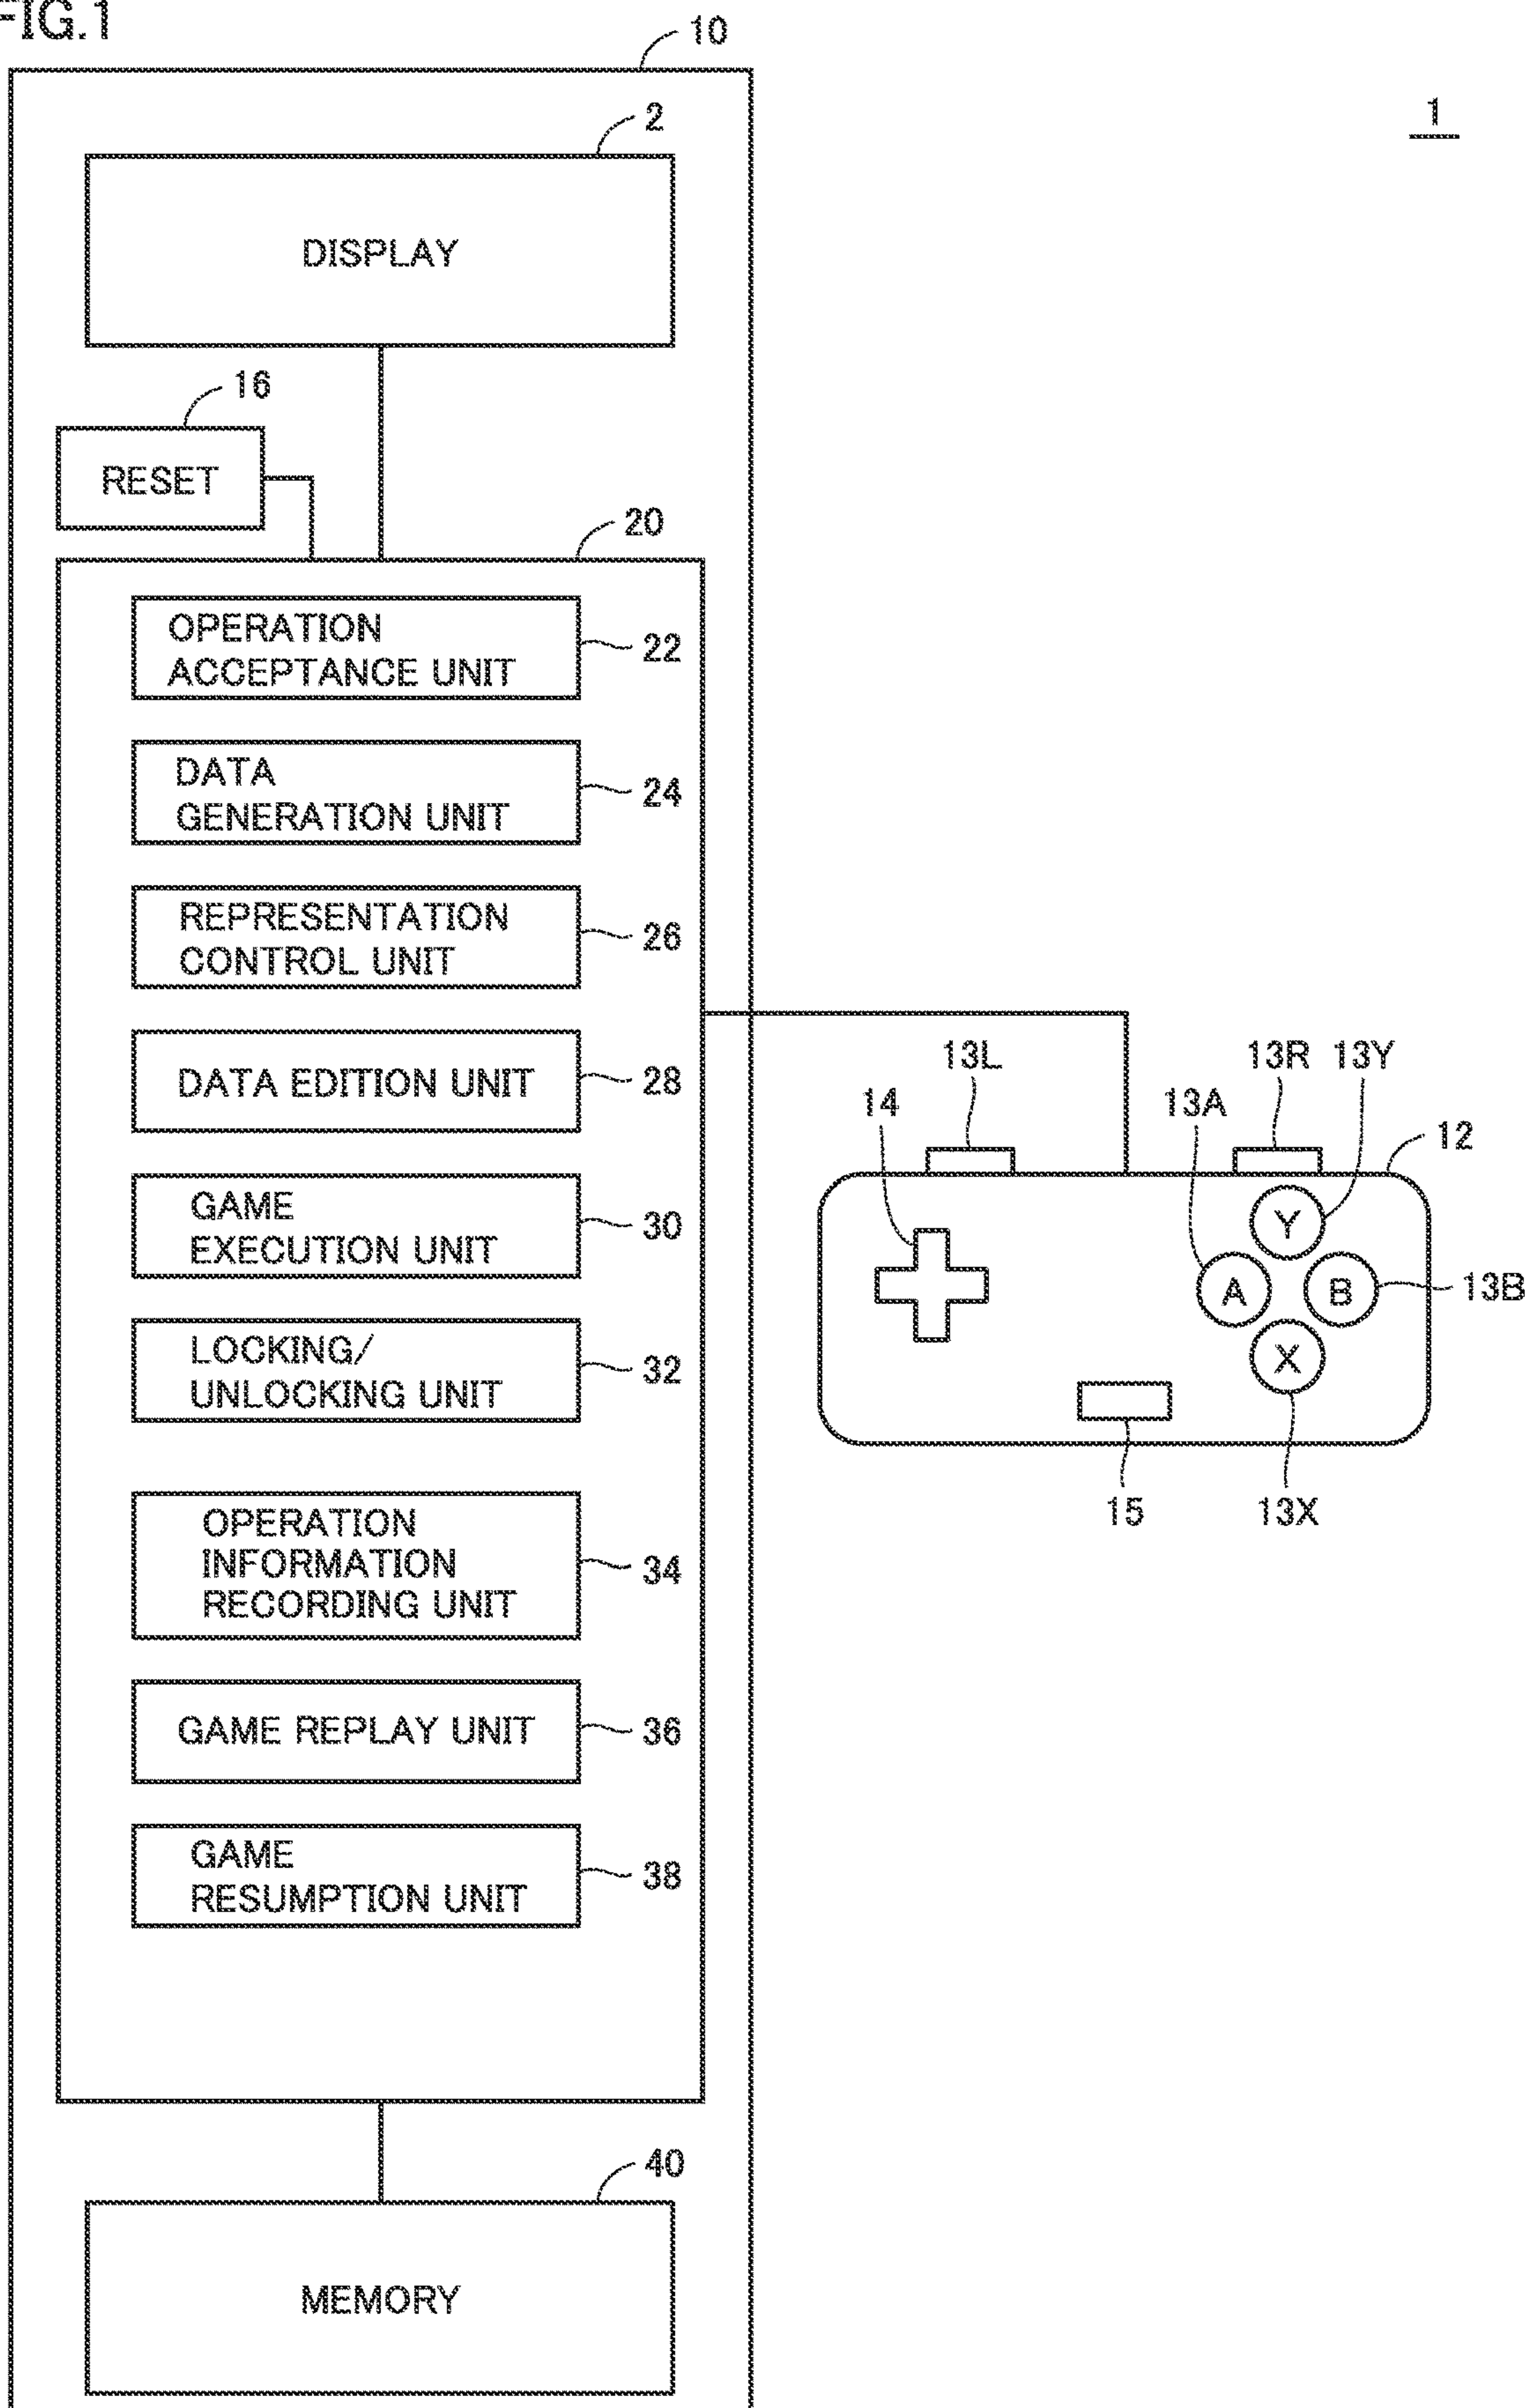 FIG.1
10
1
2
DISPLAY
16
RESET
20
OPERATION
ACCEPTANCE UNIT
22
DATA
GENERATION UNIT
24
REPRESENTATION
CONTROL UNIT
26
DATA EDITION UNIT
28
GAME
EXECUTION UNIT
30
LOCKING/
UNLOCKING UNIT
32
OPERATION
INFORMATION
RECORDING UNIT
34
GAME REPLAY UNIT
36
GAME
RESUMPTION UNIT
38
40
MEMORY
13L
13R
13Y
14
13A
12
Y
A
B
13B
X
15
13X